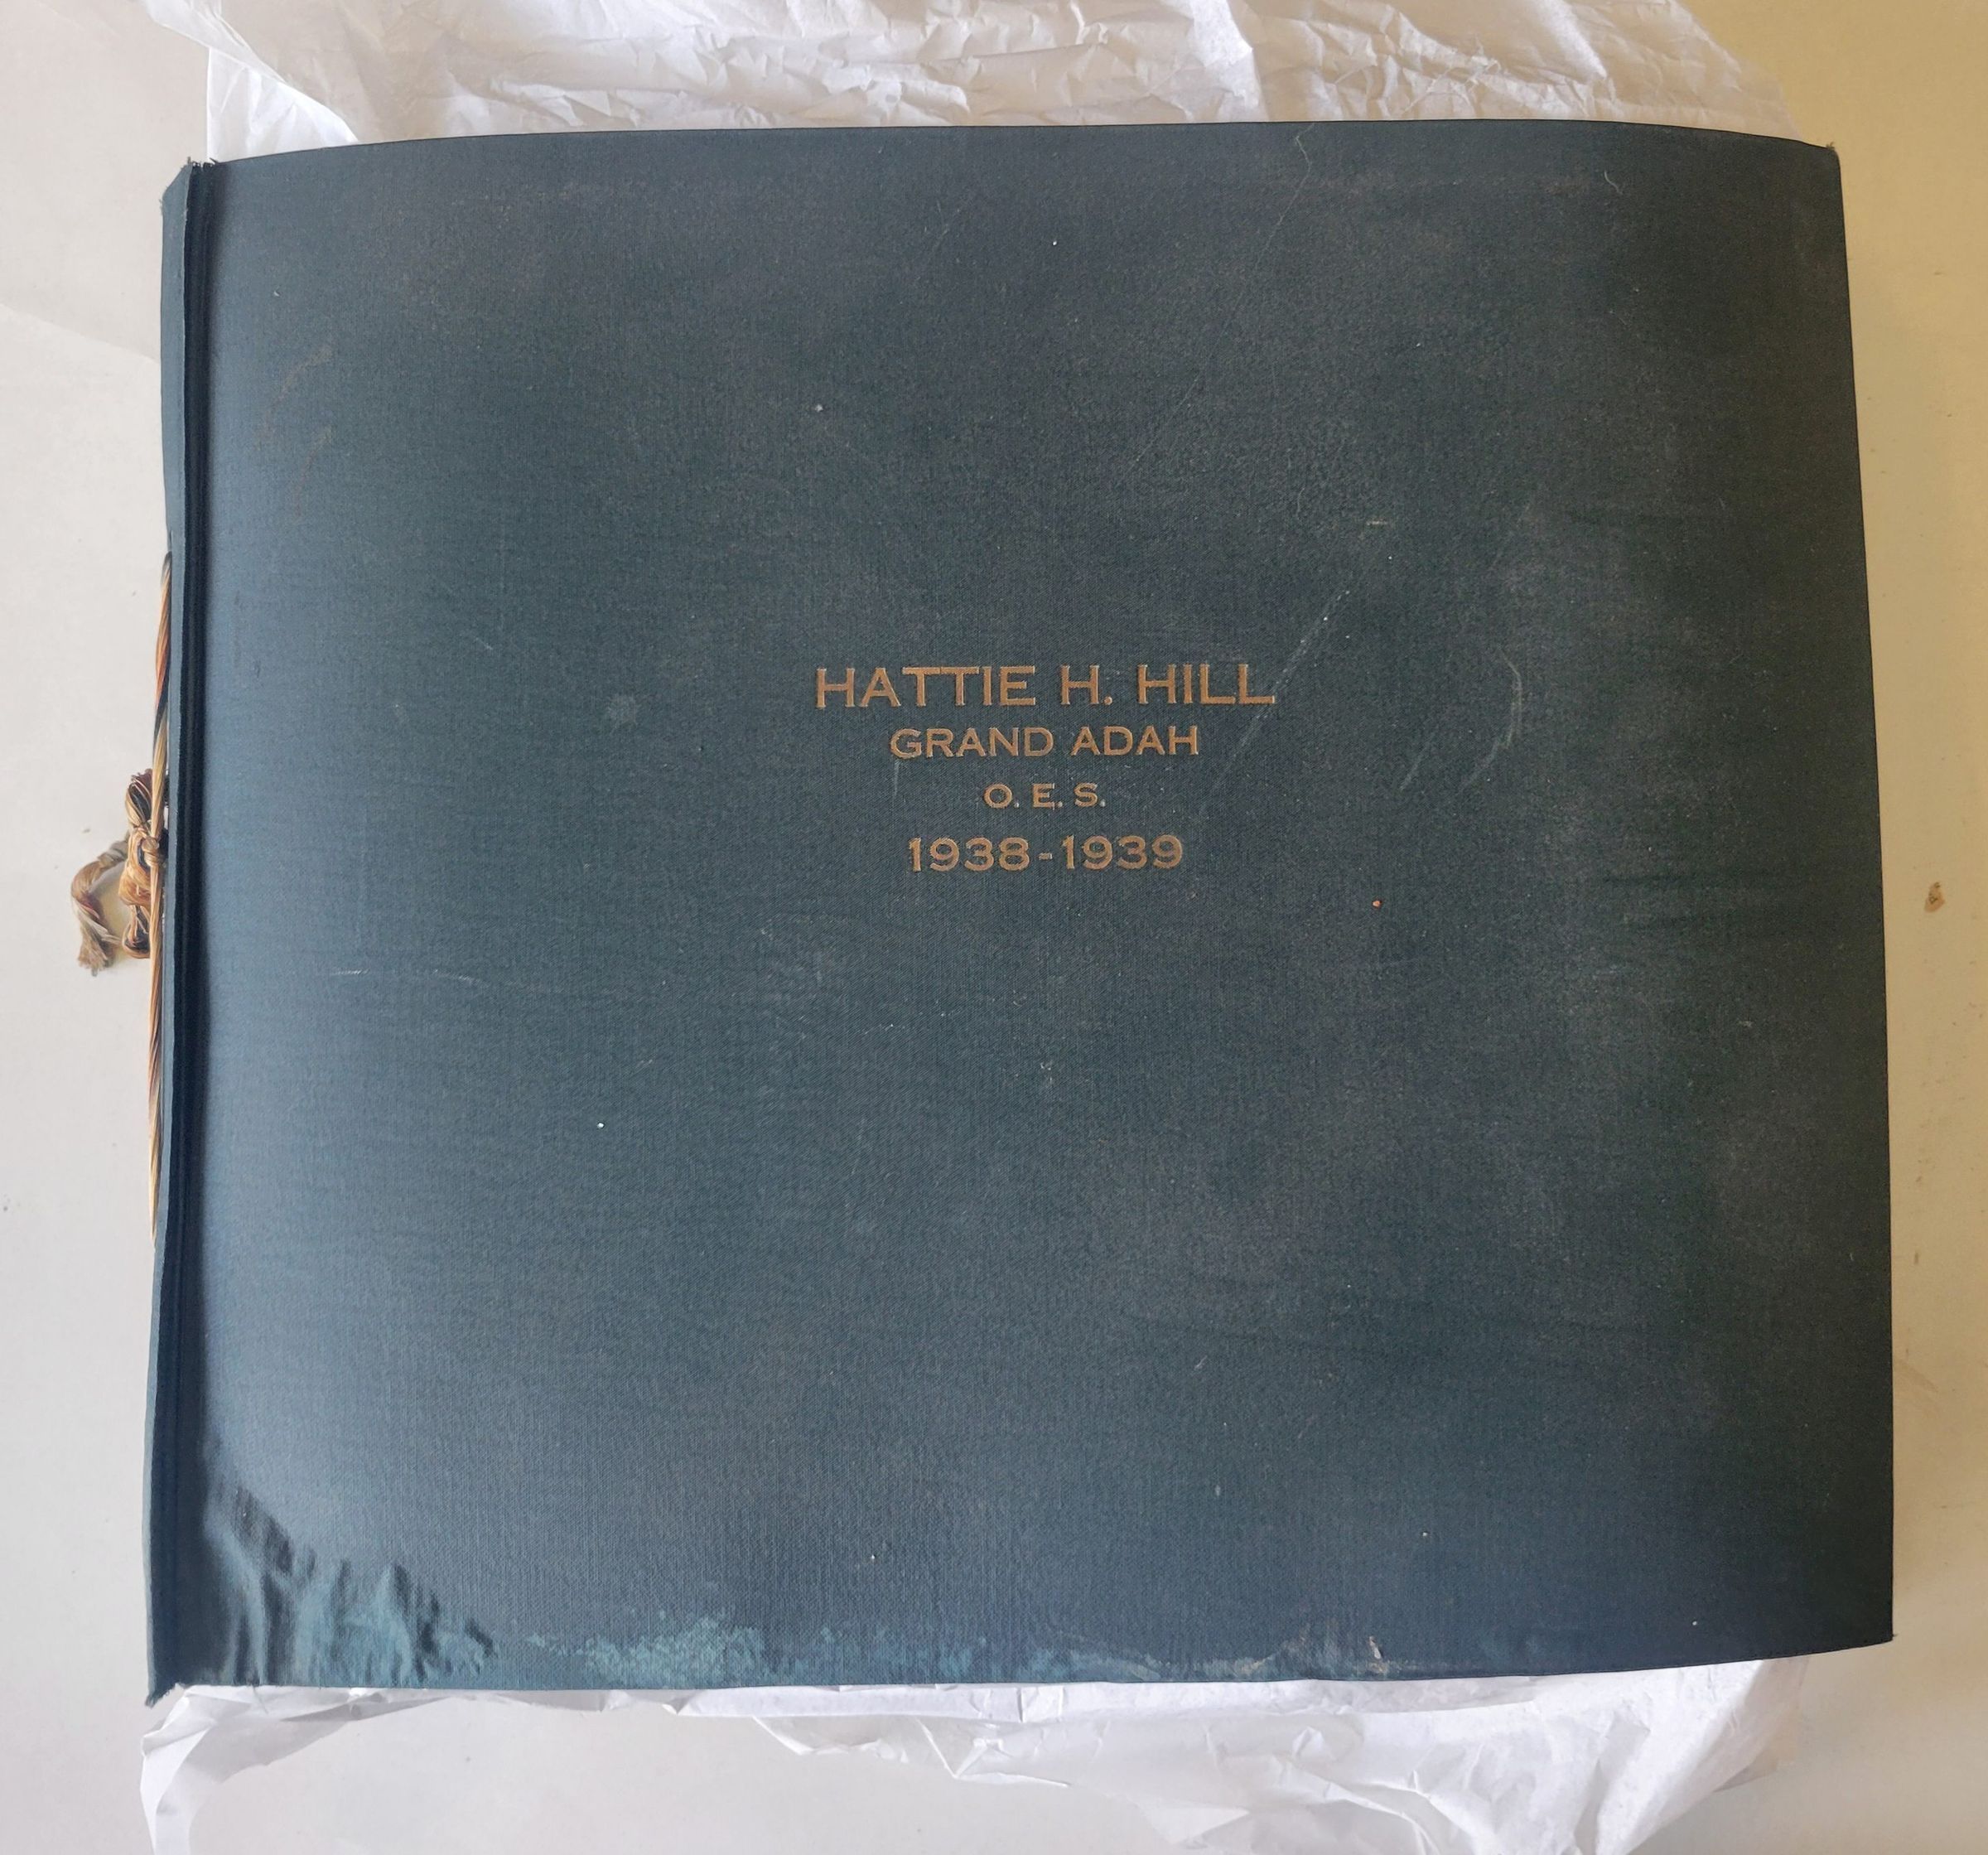 HATTIE H. HILL
GRAND ADAH
O. E. S.
1938-1939